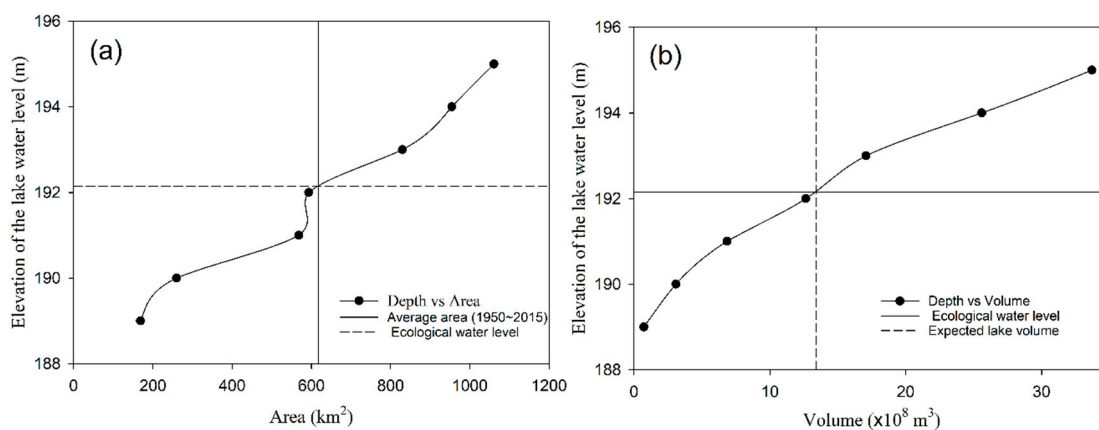 (a)
Elevation of the lake water level (m)
196
194
192
190
188
0 200 400 600 800 1000 1200
Area (km²)
Depth vs Area
Average area (1950~2015)
Ecological water level
(b)
Elevation of the lake water level (m)
196
194
192
190
188
0 10 20 30
Volume (x10⁸ m³)
Depth vs Volume
Ecological water level
Expected lake volume